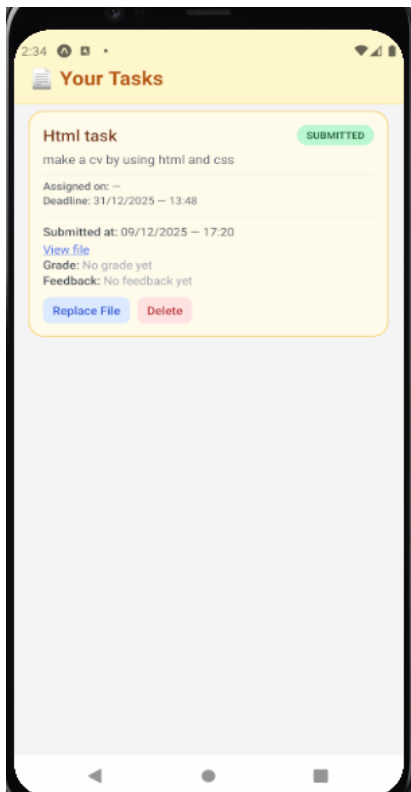 2:34
Your Tasks
Html task
SUBMITTED
make a cv by using html and css
Assigned on: —
Deadline: 31/12/2025 — 13:48
Submitted at: 09/12/2025 — 17:20
View file
Grade: No grade yet
Feedback: No feedback yet
Replace File Delete